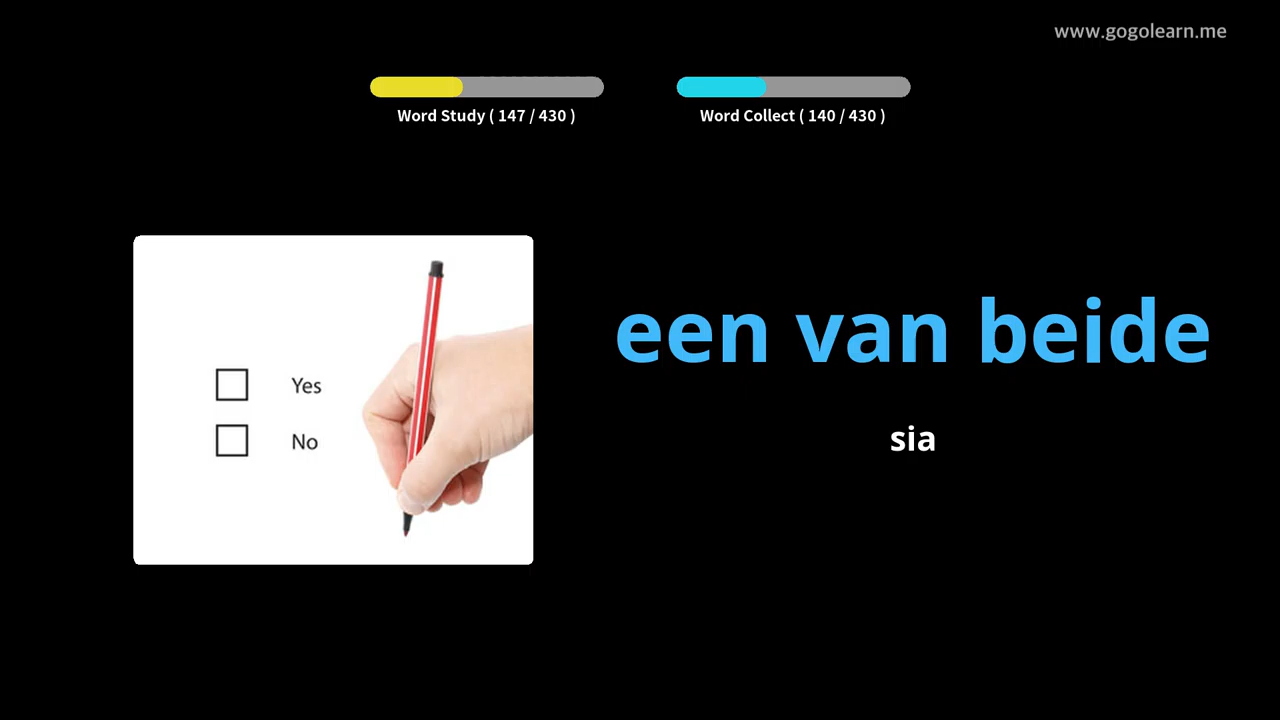 www.gogolearn.me
Word Study ( 147 / 430 )
Word Collect ( 140 / 430 )
Yes
No
een van beide
sia